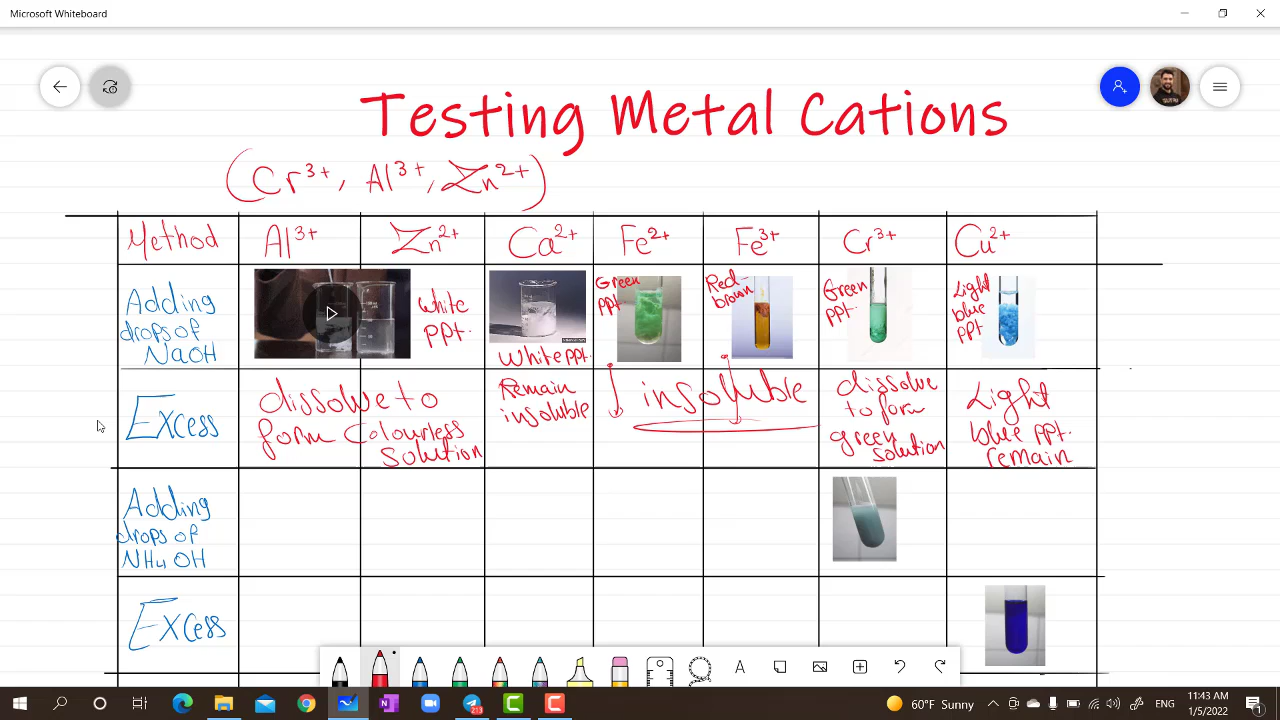 Microsoft Whiteboard
Testing Metal Cations
(Cr³⁺, Al³⁺, Zn²⁺)
Method Al³⁺ Zn²⁺ Ca²⁺ Fe²⁺ Fe³⁺ Cr³⁺ Cu²⁺
Adding
drops of
NaOH
White
ppt.
White ppt.
Green
ppt
Red-
brown
Green
ppt
Light
blue
ppt
Excess
dissolve to
form Colourless
Solution
Remain
insoluble
insoluble
dissolve
to form
green
solution
Light
blue ppt.
remain
Adding
drops of
NH4OH
Excess
A
213
60°F Sunny
11:43 AM
1/5/2022
1